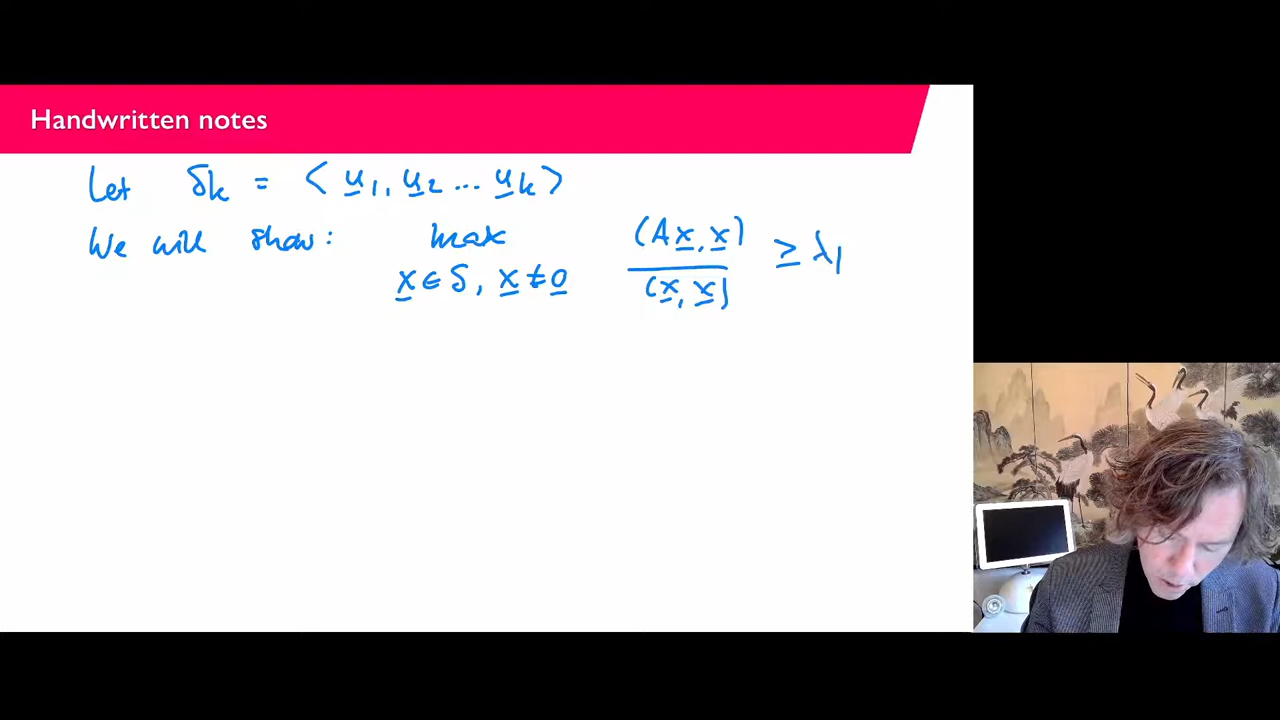 Handwritten notes
Let Sk = < u1, u2 ... uk >
We will show: max (Ax, x) ≥ λ1
x ∈ S, x ≠ 0 (x, x)